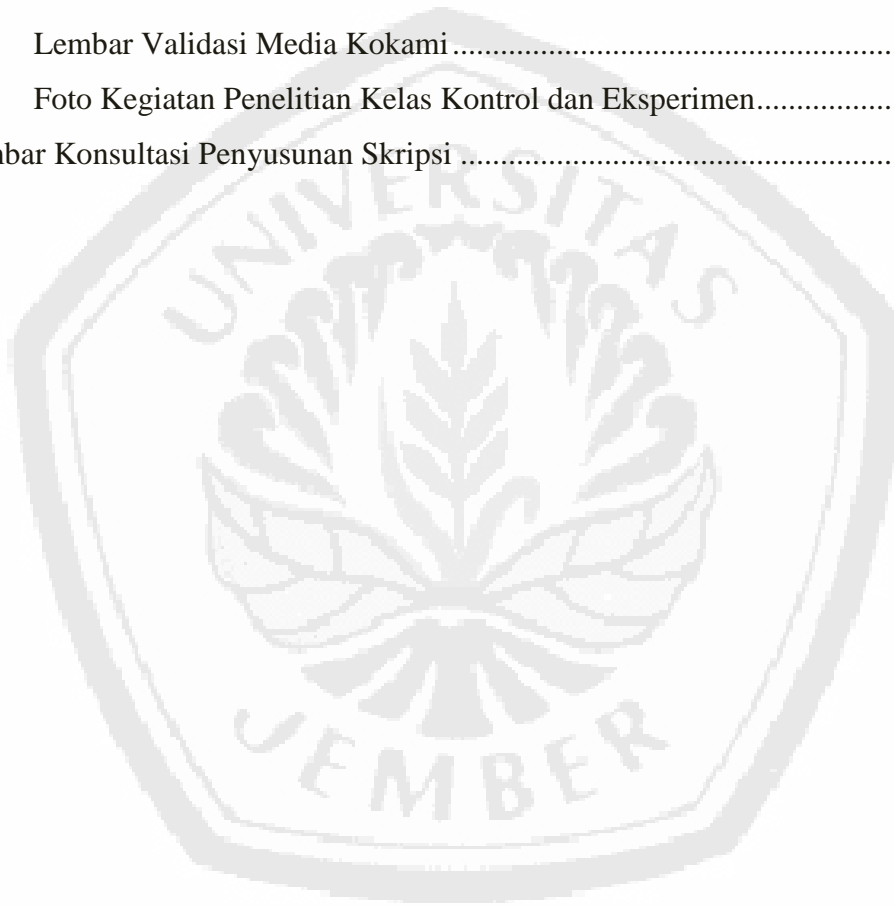 Lembar Validasi Media Kokami ........................................................
Foto Kegiatan Penelitian Kelas Kontrol dan Eksperimen.................
bar Konsultasi Penyusunan Skripsi ......................................................
UNIVERSITAS
JEMBER